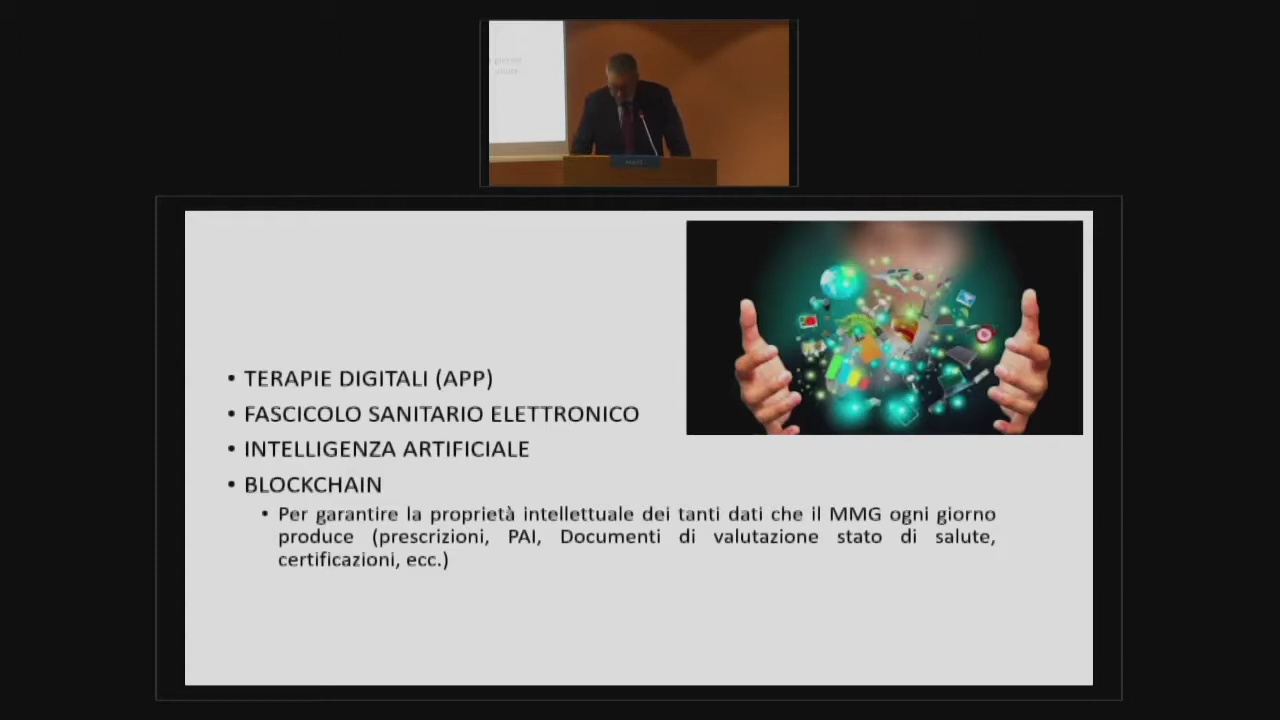 • TERAPIE DIGITALI (APP)
• FASCICOLO SANITARIO ELETTRONICO
• INTELLIGENZA ARTIFICIALE
• BLOCKCHAIN
• Per garantire la proprietà intellettuale dei tanti dati che il MMG ogni giorno
produce (prescrizioni, PAI, Documenti di valutazione stato di salute,
certificazioni, ecc.)